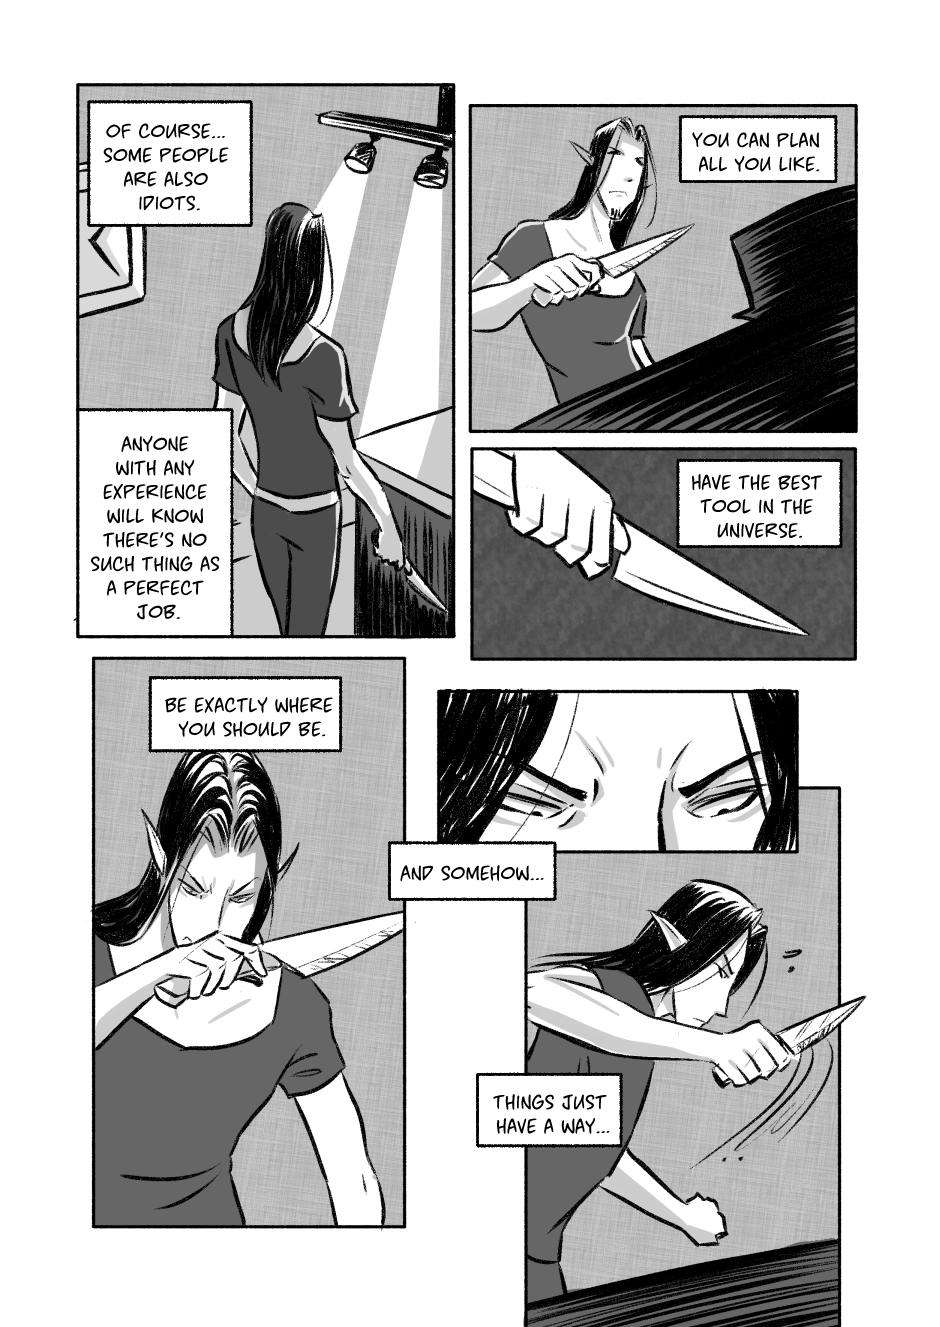 OF COURSE...
SOME PEOPLE
ARE ALSO
IDIOTS.
ANYONE
WITH ANY
EXPERIENCE
WILL KNOW
THERE'S NO
SUCH THING AS
A PERFECT
JOB.
YOU CAN PLAN
ALL YOU LIKE.
HAVE THE BEST
TOOL IN THE
UNIVERSE.
BE EXACTLY WHERE
YOU SHOULD BE.
AND SOMEHOW...
THINGS JUST
HAVE A WAY...